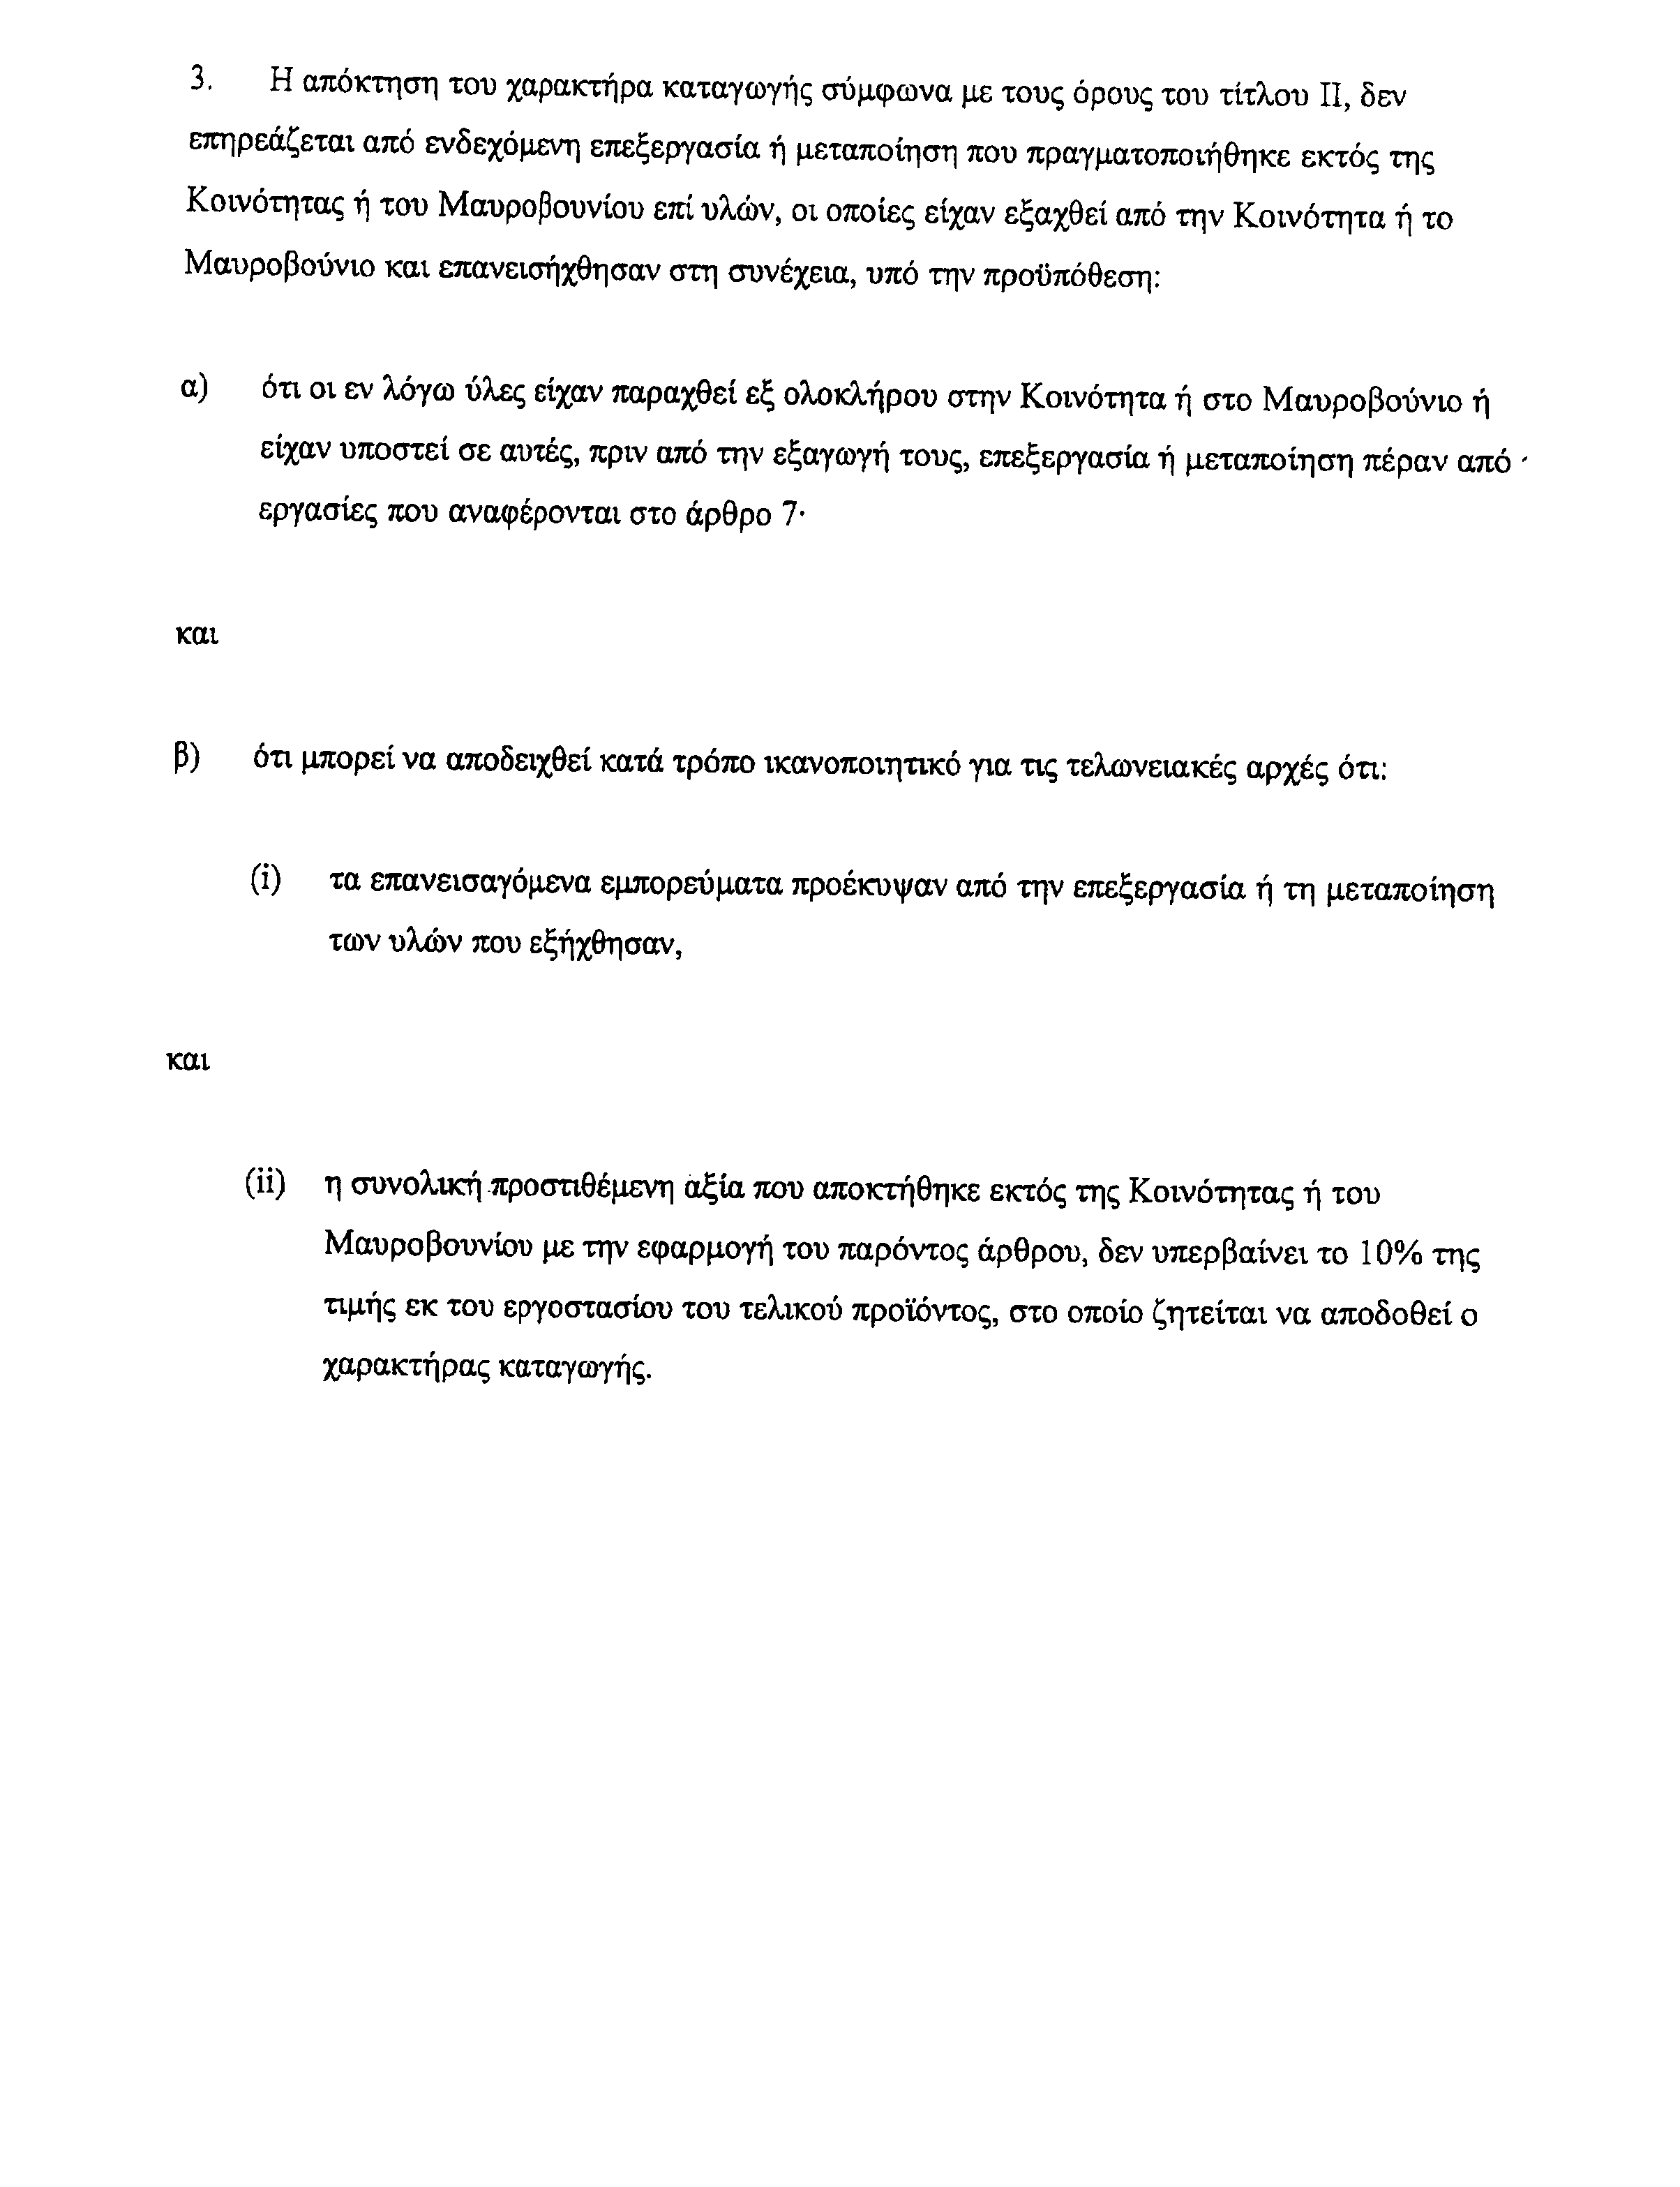 3. Η απόκτηση του χαρακτήρα καταγωγής σύμφωνα με τους όρους του τίτλου II, δεν
επηρεάζεται από ενδεχόμενη επεξεργασία ή μεταποίηση που πραγματοποιήθηκε εκτός της
Κοινότητας ή του Μαυροβουνίου επί υλών, οι οποίες είχαν εξαχθεί από την Κοινότητα ή το
Μαυροβούνιο και επανεισήχθησαν στη συνέχεια, υπό την προϋπόθεση:
α) ότι οι εν λόγω ύλες είχαν παραχθεί εξ ολοκλήρου στην Κοινότητα ή στο Μαυροβούνιο ή
είχαν υποστεί σε αυτές, πριν από την εξαγωγή τους, επεξεργασία ή μεταποίηση πέραν από
εργασίες που αναφέρονται στο άρθρο 7·
και
β) ότι μπορεί να αποδειχθεί κατά τρόπο ικανοποιητικό για τις τελωνειακές αρχές ότι:
(i) τα επανεισαγόμενα εμπορεύματα προέκυψαν από την επεξεργασία ή τη μεταποίηση
των υλών που εξήχθησαν,
και
(ii) η συνολική προστιθέμενη αξία που αποκτήθηκε εκτός της Κοινότητας ή του
Μαυροβουνίου με την εφαρμογή του παρόντος άρθρου, δεν υπερβαίνει το 10% της
τιμής εκ του εργοστασίου του τελικού προϊόντος, στο οποίο ζητείται να αποδοθεί ο
χαρακτήρας καταγωγής.